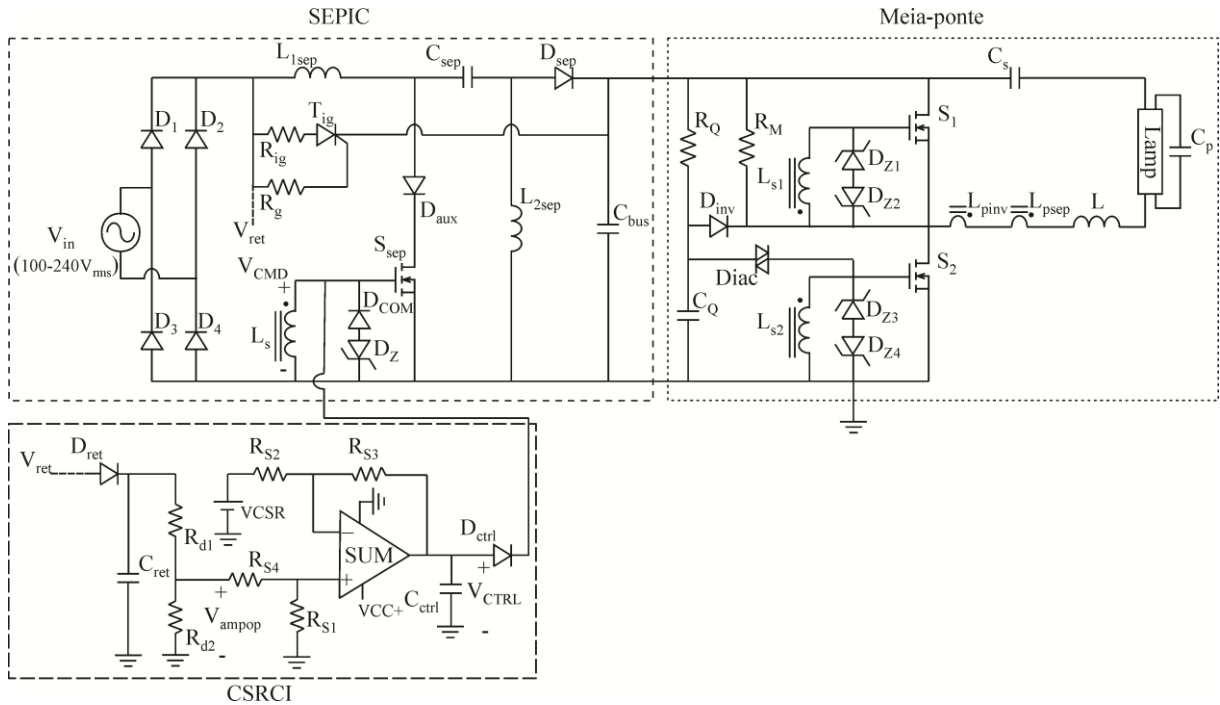 SEPIC
Meia-ponte
L1sep
Csep
Dsep
Cs
D1
D2
Tig
RQ
RM
S1
Rig
Rg
Ls1
DZ1
DZ2
Lamp
Cp
Vret
Daux
L2sep
Cbus
Dinv
Lpinv
Lpsep
L
Vin
(100-240Vrms)
VCMD
+
Ssep
Diac
S2
D3
D4
Ls
-
DCOM
DZ
CQ
Ls2
DZ3
DZ4
Vret
Dret
RS2
RS3
VCSR
Rd1
Cret
RS4
SUM
−
+
Dctrl
+
VCTRL
-
+
Vampop
-
Rd2
RS1
VCC+
Cctrl
CSRCI